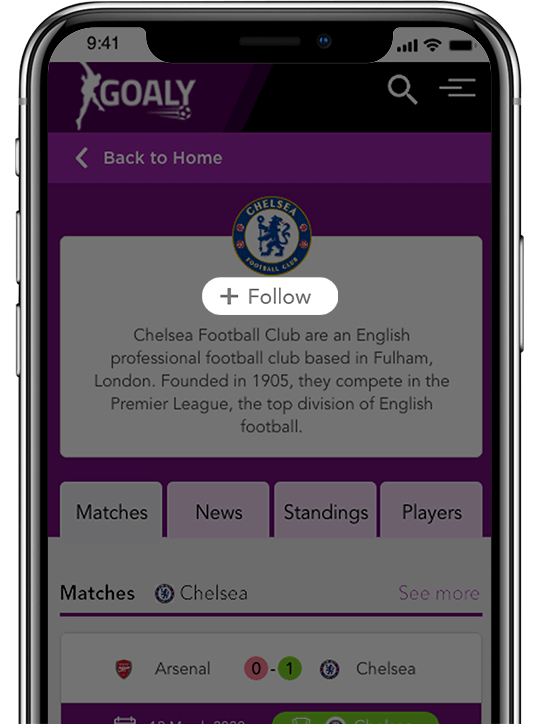 9:41
GOALY
Back to Home
CHELSEA
FOOTBALL CLUB
+ Follow
Chelsea Football Club are an English
professional football club based in Fulham,
London. Founded in 1905, they compete in the
Premier League, the top division of English
football.
Matches News Standings Players
Matches Chelsea See more
Arsenal 0 - 1 Chelsea